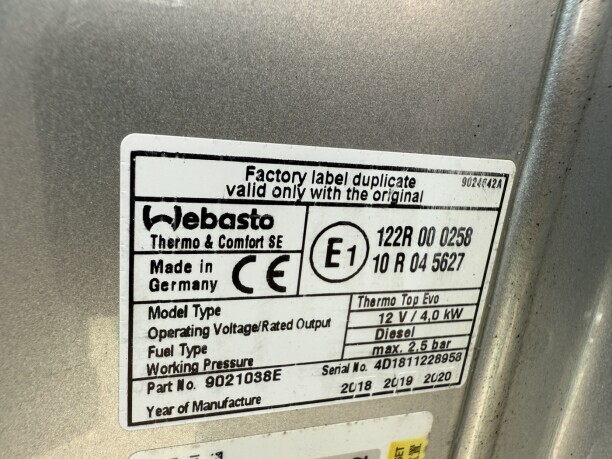 Factory label duplicate
valid only with the original
9024642A
Webasto
Thermo & Comfort SE
Made in
Germany
CE
E1
122R 00 0258
10 R 04 5627
Model Type Thermo Top Evo
Operating Voltage/Rated Output 12 V / 4,0 kW
Fuel Type Diesel
Working Pressure max. 2,5 bar
Part No. 9021038E Serial No. 4D1811228958
Year of Manufacture 2018 2019 2020